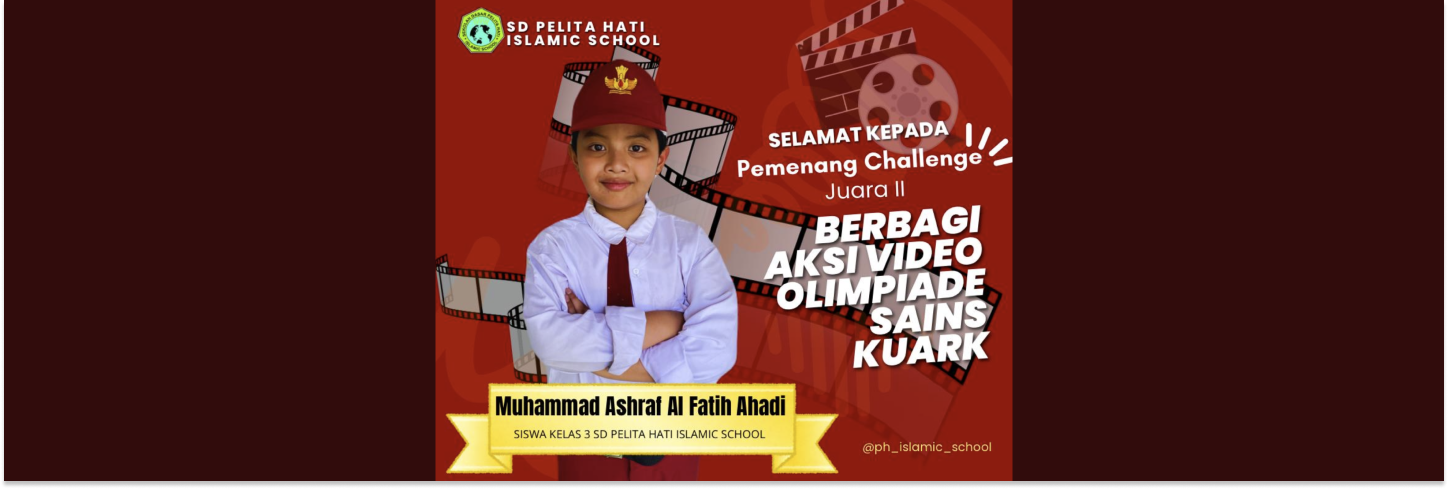 SD PELITA HATI
ISLAMIC SCHOOL
SELAMAT KEPADA
Pemenang Challenge
Juara II
BERBAGI
AKSI VIDEO
OLIMPIADE
SAINS
KUARK
Muhammad Ashraf Al Fatih Ahadi
SISWA KELAS 3 SD PELITA HATI ISLAMIC SCHOOL
@ph_islamic_school